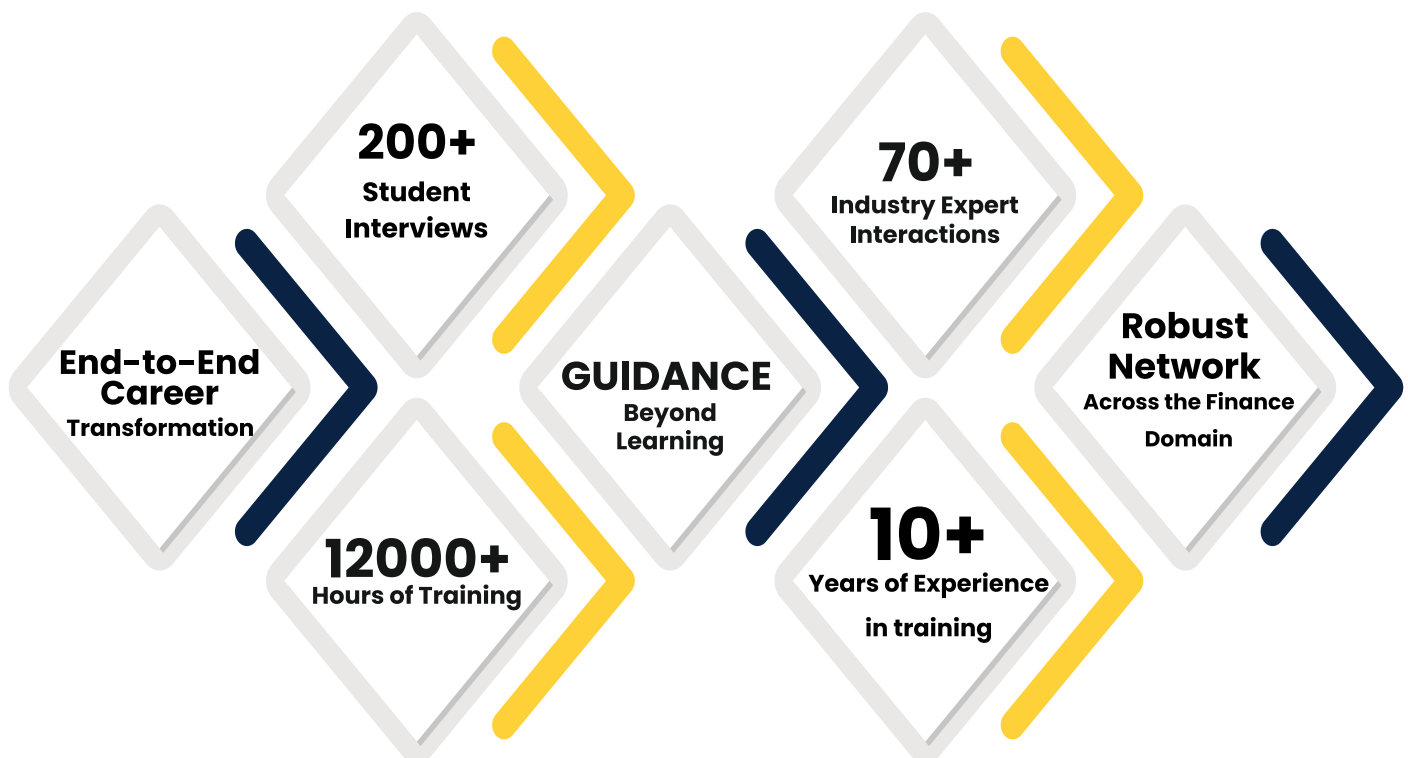 End-to-End
Career
Transformation
200+
Student
Interviews
12000+
Hours of Training
GUIDANCE
Beyond
Learning
70+
Industry Expert
Interactions
10+
Years of Experience
in training
Robust
Network
Across the Finance
Domain